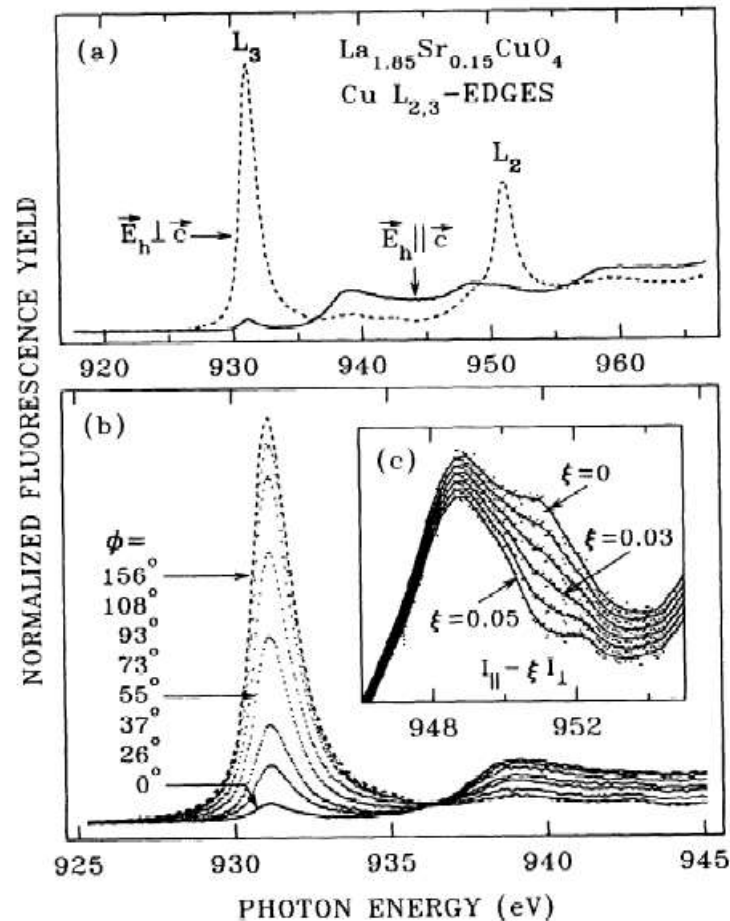 (a)
L₃
La₁.₈₅Sr₀.₁₅CuO₄
Cu L₂,₃-EDGES
L₂
E⃗ₕ⊥c⃗
E⃗ₕ||c⃗
920 930 940 950 960
NORMALIZED FLUORESCENCE YIELD
(b)
ϕ=
156°
108°
93°
73°
55°
37°
26°
0°
(c)
ξ=0
ξ=0.03
ξ=0.05
I|| − ξ I⊥
948 952
925 930 935 940 945
PHOTON ENERGY (eV)